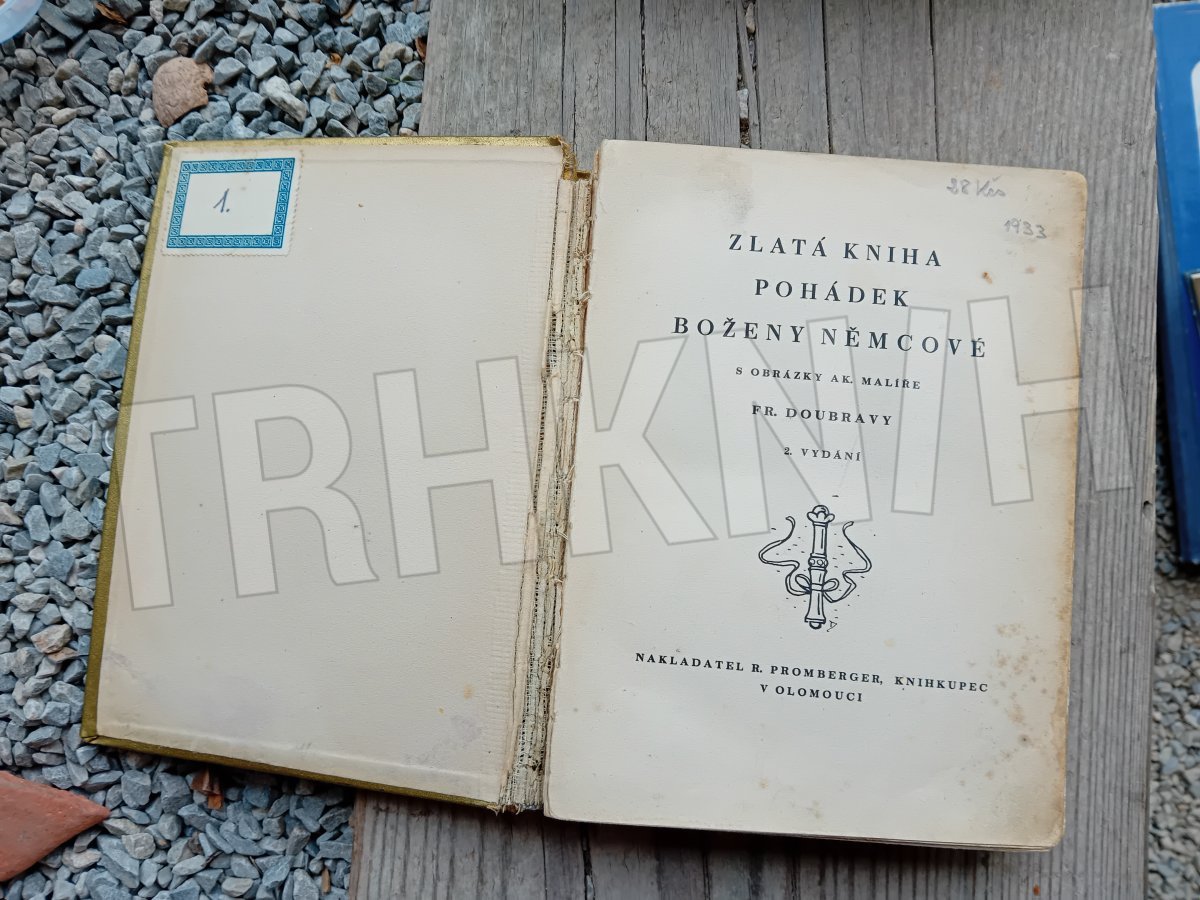 1.
28 Kčs
1933
ZLATÁ KNIHA
POHÁDEK
BOŽENY NĚMCOVÉ
S OBRÁZKY AK. MALÍŘE
FR. DOUBRAVY
2. VYDÁNÍ
NAKLADATEL R. PROMBERGER, KNIHKUPEC
V OLOMOUCI
TRHKNIH